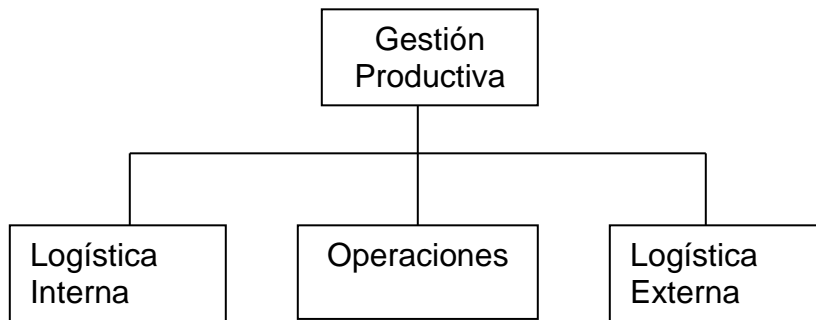 Gestión
Productiva
Logística
Interna
Operaciones
Logística
Externa